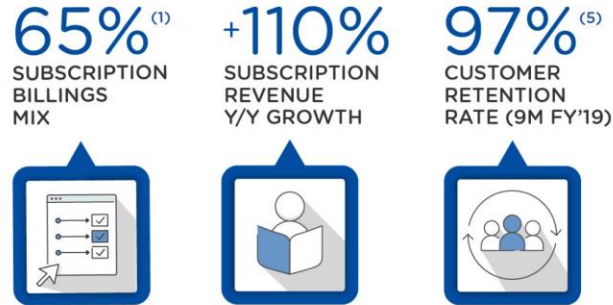 65%(1)
SUBSCRIPTION
BILLINGS
MIX
+110%
SUBSCRIPTION
REVENUE
Y/Y GROWTH
97%(5)
CUSTOMER
RETENTION
RATE (9M FY'19)